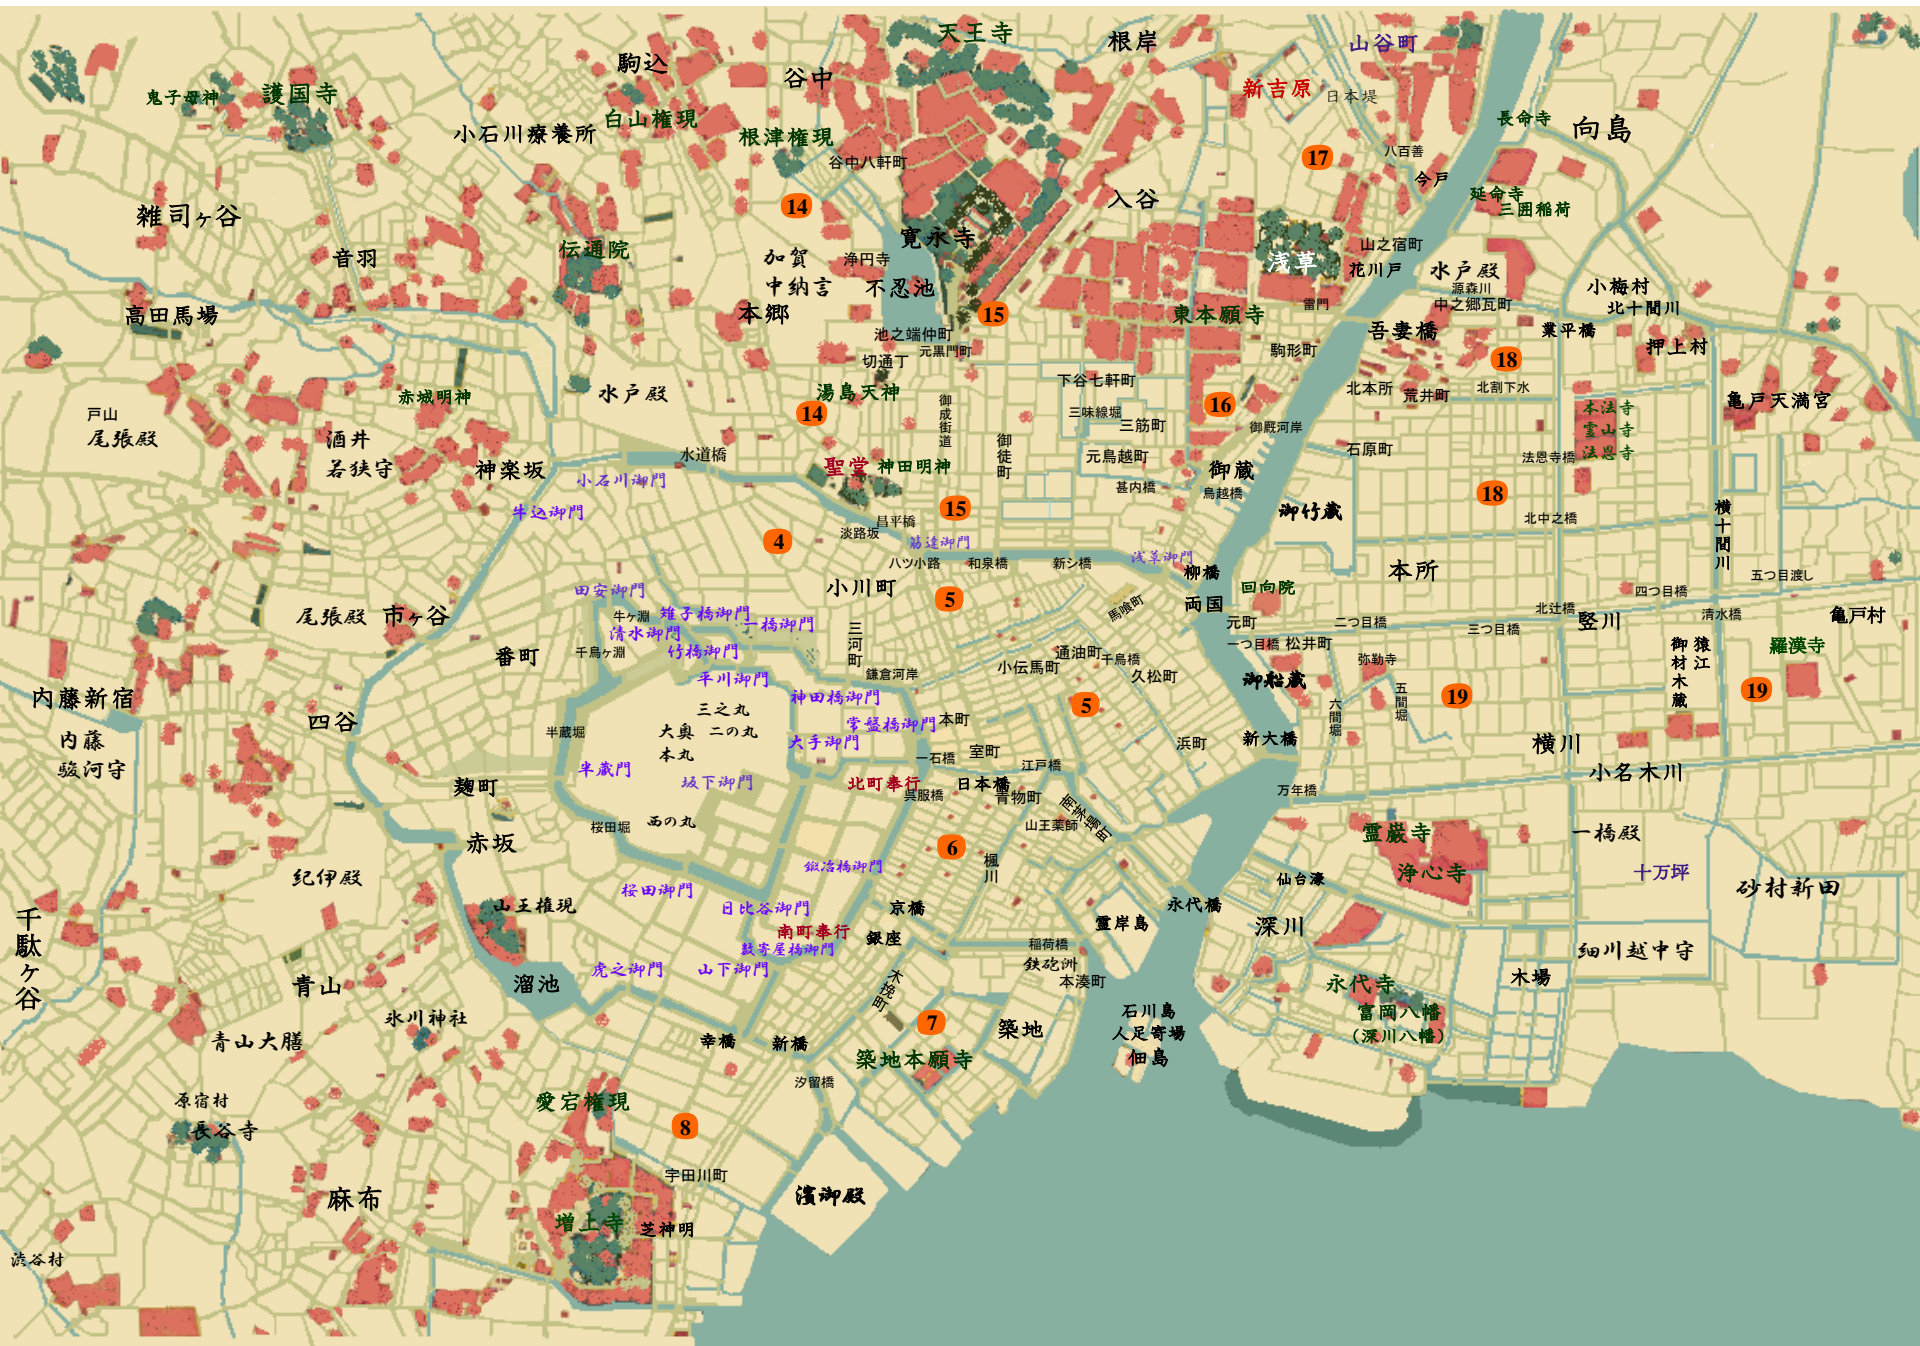 天王寺
根岸
山谷町
駒込
谷中
新吉原
日本堤
鬼子母神
護国寺
白山権現
小石川療養所
根津権現
谷中八軒町
長命寺
向島
八百善
17
今戸
延命寺
三囲稲荷
入谷
14
雑司ヶ谷
音羽
伝通院
寛永寺
加賀
中納言
浄円寺
不忍池
浅草
山之宿町
花川戸
水戸殿
源森川
中之郷瓦町
小梅村
北十間川
高田馬場
本郷
15
東本願寺
雷門
吾妻橋
業平橋
押上村
池之端仲町
元黒門町
切通丁
駒形町
18
赤城明神
水戸殿
湯島天神
14
御成街道
下谷七軒町
三味線堀
三筋町
16
御厩河岸
北本所
荒井町
北割下水
本法寺
霊山寺
法恩寺
亀戸天満宮
戸山
尾張殿
酒井
若狭守
神楽坂
水道橋
聖堂
神田明神
御徒町
元鳥越町
甚内橋
御蔵
鳥越橋
石原町
法恩寺橋
小石川御門
牛込御門
15
昌平橋
淡路坂
4
筋違御門
御竹蔵
18
北中之橋
横十間川
八ツ小路
和泉橋
新シ橋
浅草御門
柳橋
本所
五つ目渡し
小川町
5
回向院
両国
四つ目橋
田安御門
牛ヶ淵
雉子橋御門
一橋御門
清水御門
竹橋御門
千鳥ヶ淵
尾張殿
市ヶ谷
番町
三河町
馬喰町
元町
一つ目橋
松井町
二つ目橋
三つ目橋
北辻橋
竪川
清水橋
亀戸村
鎌倉河岸
小伝馬町
通油町
千鳥橋
久松町
御船蔵
弥勒寺
猿江
御材木蔵
羅漢寺
平川御門
神田橋御門
内藤新宿
四谷
三之丸
大奥
二の丸
本丸
常盤橋御門
大手御門
本町
5
六間堀
五間堀
19
19
内藤
駿河守
半蔵堀
半蔵門
坂下御門
一石橋
室町
江戸橋
浜町
新大橋
横川
小名木川
麹町
北町奉行
呉服橋
日本橋
青物町
万年橋
桜田堀
西の丸
山王薬師
南茅場町
赤坂
6
楓川
鍛冶橋御門
霊巌寺
浄心寺
一橋殿
十万坪
砂村新田
紀伊殿
桜田御門
日比谷御門
仙台濠
山王権現
京橋
霊岸島
永代橋
深川
南町奉行
数寄屋橋御門
銀座
稲荷橋
鉄砲洲
細川越中守
千駄ヶ谷
虎之御門
山下御門
木挽町
本湊町
木場
青山
溜池
永代寺
富岡八幡
(深川八幡)
氷川神社
青山大膳
幸橋
新橋
7
築地
石川島
人足寄場
佃島
築地本願寺
汐留橋
愛宕権現
原宿村
長谷寺
8
宇田川町
麻布
濱御殿
増上寺
芝神明
渋谷村